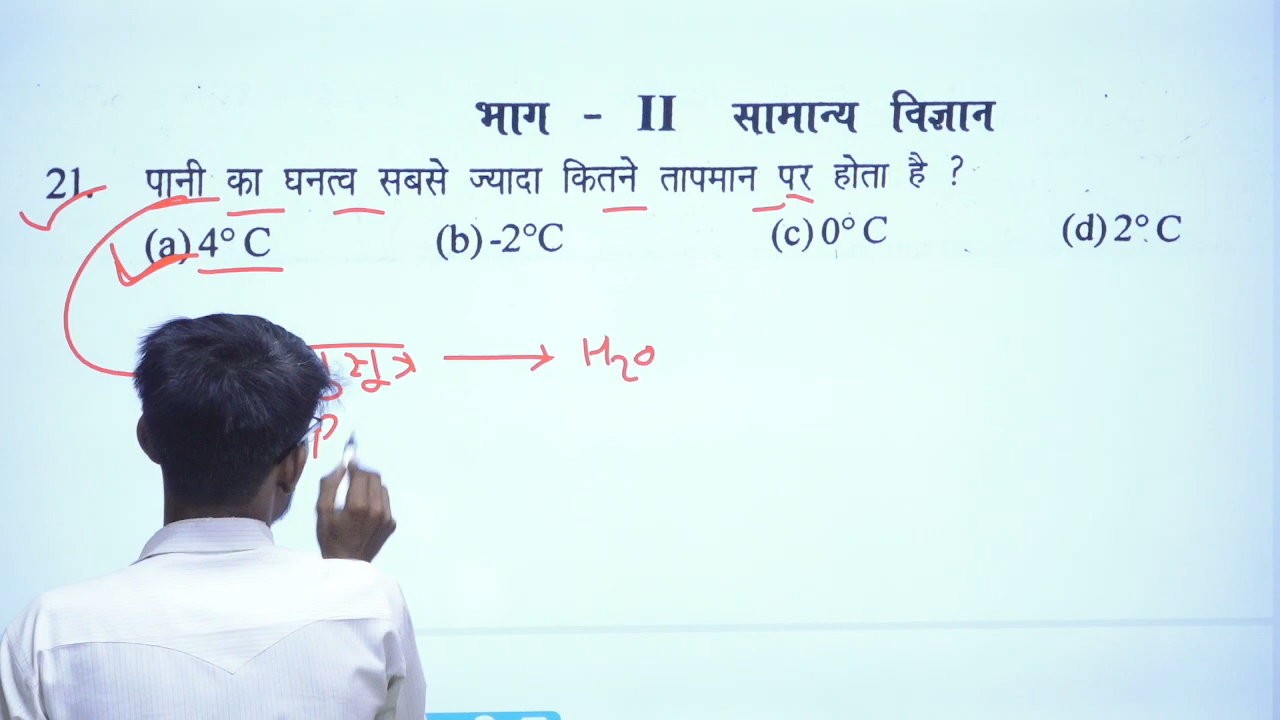 भाग - II सामान्य विज्ञान
21. पानी का घनत्व सबसे ज्यादा कितने तापमान पर होता है ?
(a) 4° C (b) -2°C (c) 0° C (d) 2° C
सूत्र → H₂O
P